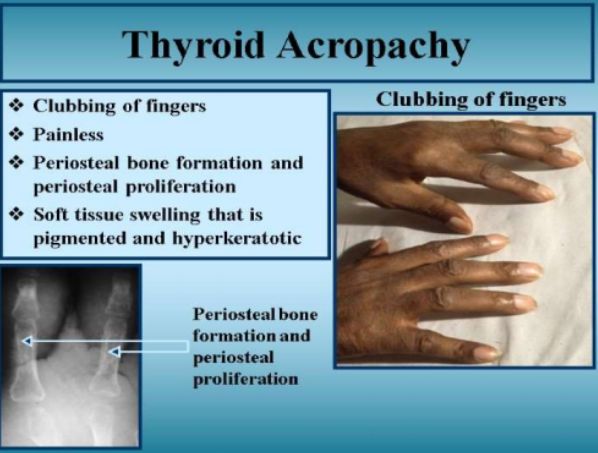 Thyroid Acropachy
❖ Clubbing of fingers
❖ Painless
❖ Periosteal bone formation and
periosteal proliferation
❖ Soft tissue swelling that is
pigmented and hyperkeratotic
Clubbing of fingers
Periosteal bone
formation and
periosteal
proliferation